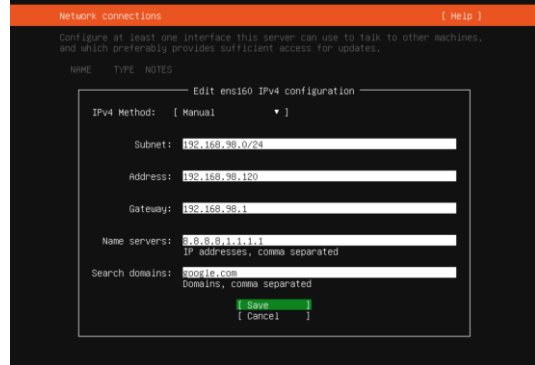 Network connections [ Help ]
Configure at least one interface this server can use to talk to other machines,
and which preferably provides sufficient access for updates.
NAME TYPE NOTES
Edit ens160 IPv4 configuration
IPv4 Method: [ Manual ▾ ]
Subnet: 192.168.98.0/24
Address: 192.168.98.120
Gateway: 192.168.98.1
Name servers: 8.8.8.8,1.1.1.1
IP addresses, comma separated
Search domains: google.com
Domains, comma separated
[ Save ]
[ Cancel ]